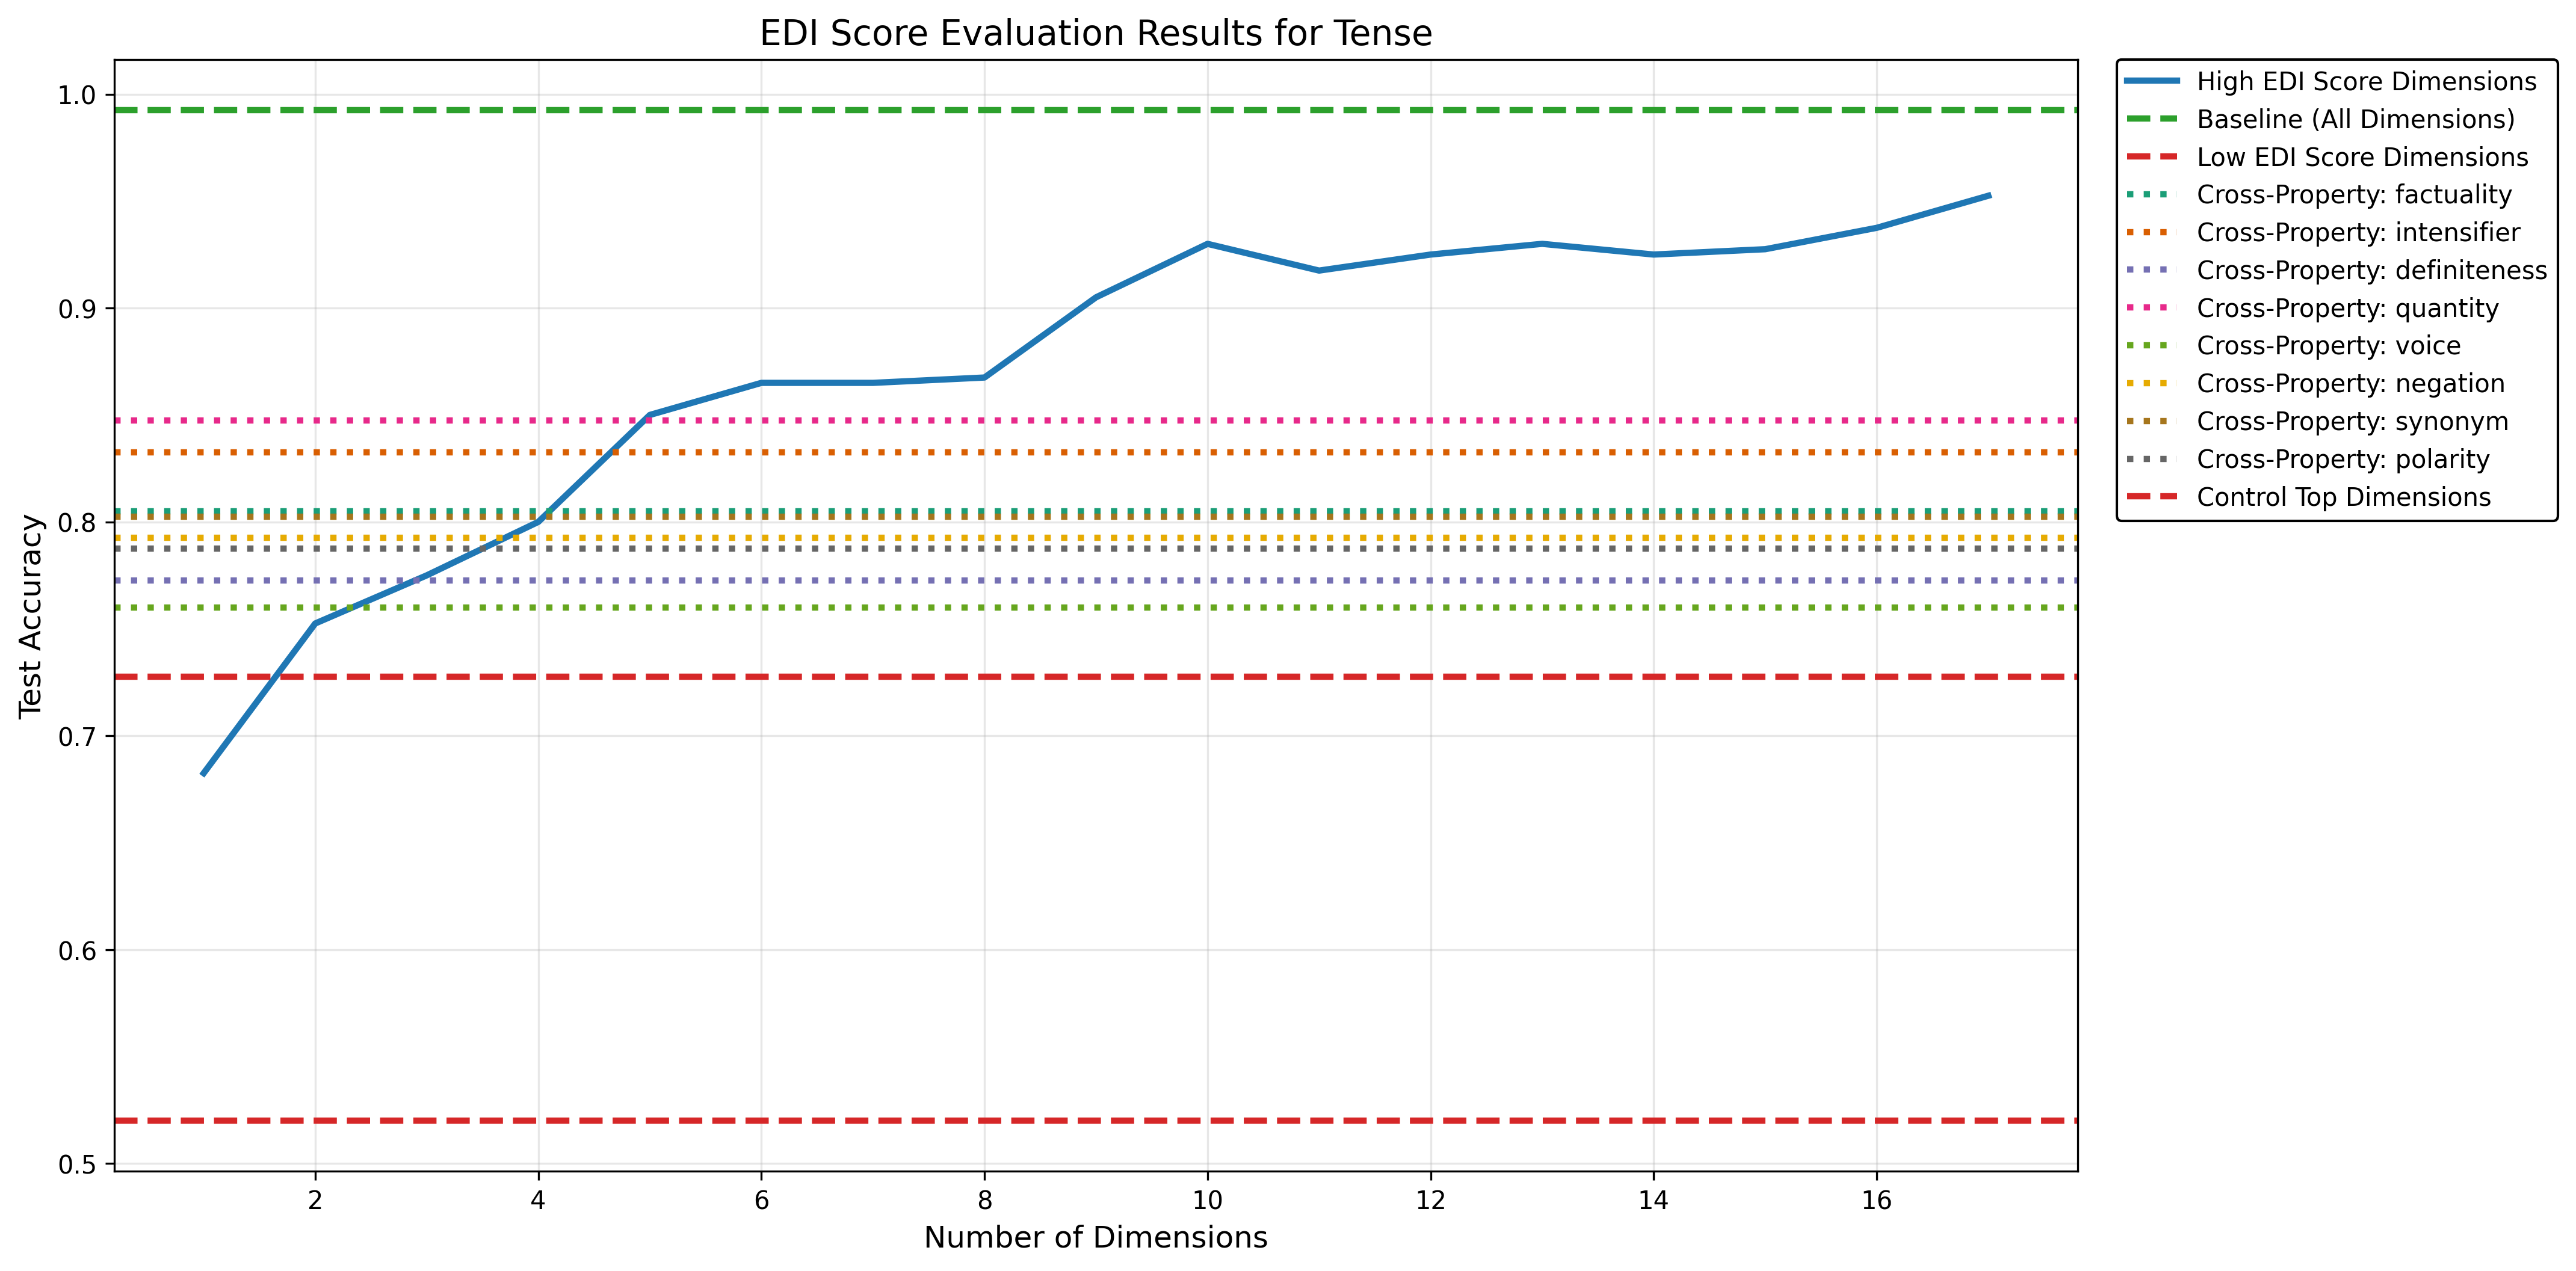 EDI Score Evaluation Results for Tense
1.0
0.9
0.8
0.7
0.6
0.5
Test Accuracy
2 4 6 8 10 12 14 16
Number of Dimensions
High EDI Score Dimensions
Baseline (All Dimensions)
Low EDI Score Dimensions
Cross-Property: factuality
Cross-Property: intensifier
Cross-Property: definiteness
Cross-Property: quantity
Cross-Property: voice
Cross-Property: negation
Cross-Property: synonym
Cross-Property: polarity
Control Top Dimensions